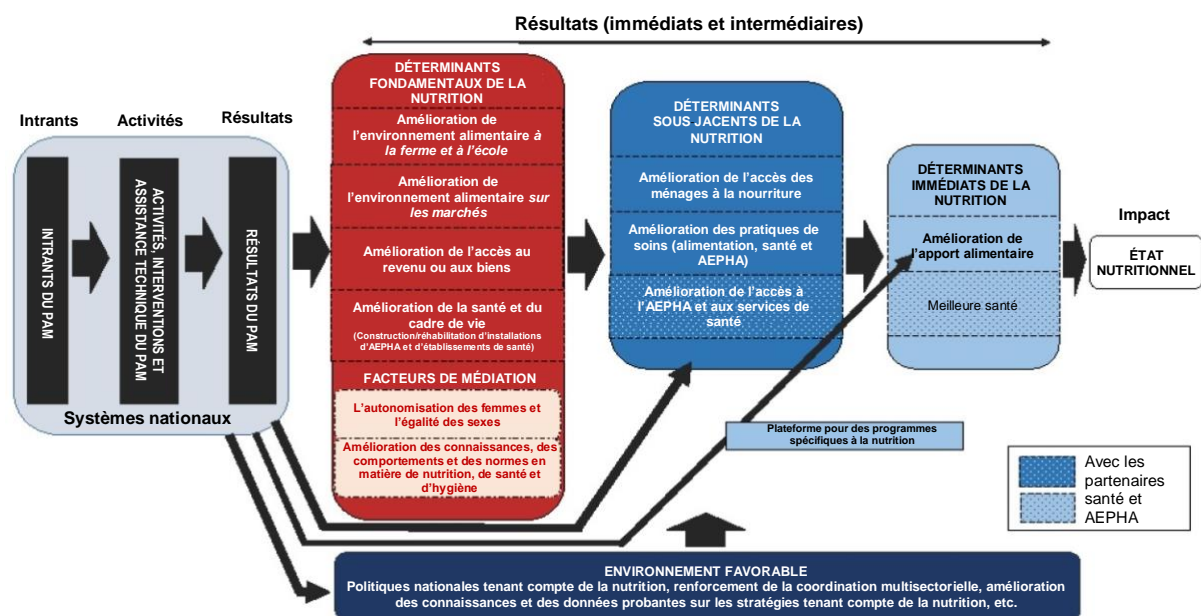 Résultats (immédiats et intermédiaires)
Intrants
Activités
Résultats
INTRANTS DU PAM
ACTIVITÉS, INTERVENTIONS ET
ASSISTANCE TECHNIQUE DU PAM
RÉSULTATS DU PAM
Systèmes nationaux
DÉTERMINANTS
FONDAMENTAUX DE LA
NUTRITION
Amélioration de
l’environnement alimentaire à
la ferme et à l’école
Amélioration de
l’environnement alimentaire sur
les marchés
Amélioration de l’accès au
revenu ou aux biens
Amélioration de la santé et du
cadre de vie
(Construction/réhabilitation d’installations
d’AEPHA et d’établissements de santé)
FACTEURS DE MÉDIATION
L’autonomisation des femmes et
l’égalité des sexes
Amélioration des connaissances, des
comportements et des normes en
matière de nutrition, de santé et
d’hygiène
DÉTERMINANTS
SOUS JACENTS DE LA
NUTRITION
Amélioration de l’accès des
ménages à la nourriture
Amélioration des pratiques de
soins (alimentation, santé et
AEPHA)
Amélioration de l’accès à
l’AEPHA et aux services de
santé
DÉTERMINANTS
IMMÉDIATS DE LA
NUTRITION
Amélioration de
l’apport alimentaire
Meilleure santé
Impact
ÉTAT
NUTRITIONNEL
Plateforme pour des programmes
spécifiques à la nutrition
Avec les
partenaires
santé et
AEPHA
ENVIRONNEMENT FAVORABLE
Politiques nationales tenant compte de la nutrition, renforcement de la coordination multisectorielle, amélioration
des connaissances et des données probantes sur les stratégies tenant compte de la nutrition, etc.